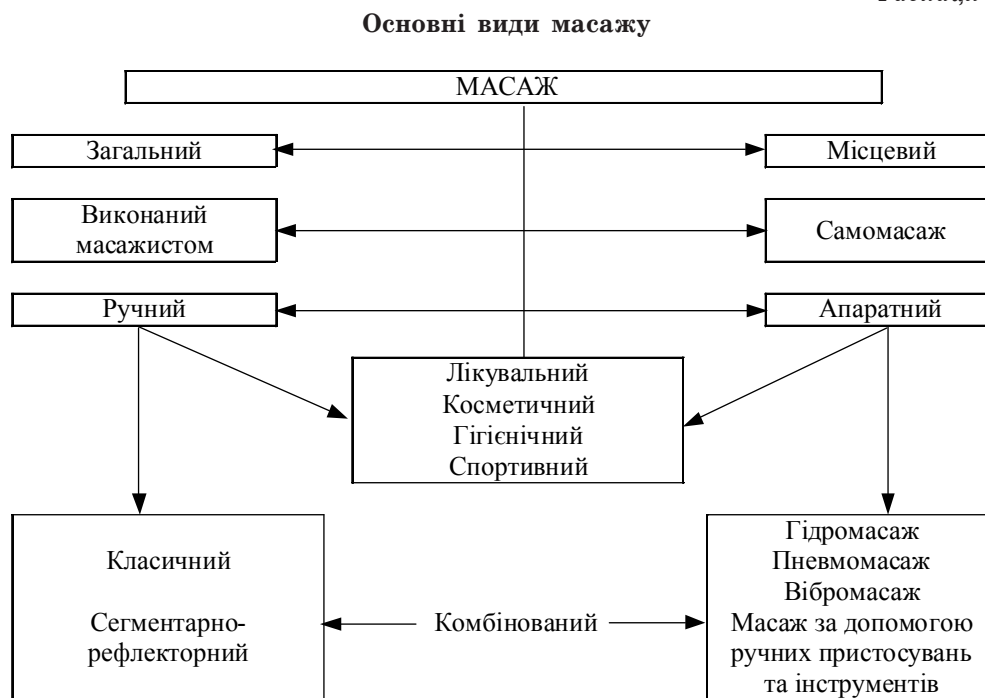 Основні види масажу
МАСАЖ
Загальний
Місцевий
Виконаний
масажистом
Самомасаж
Ручний
Апаратний
Лікувальний
Косметичний
Гігієнічний
Спортивний
Класичний
Сегментарно-
рефлекторний
Комбінований
Гідромасаж
Пневмомасаж
Вібромасаж
Масаж за допомогою
ручних пристосувань
та інструментів